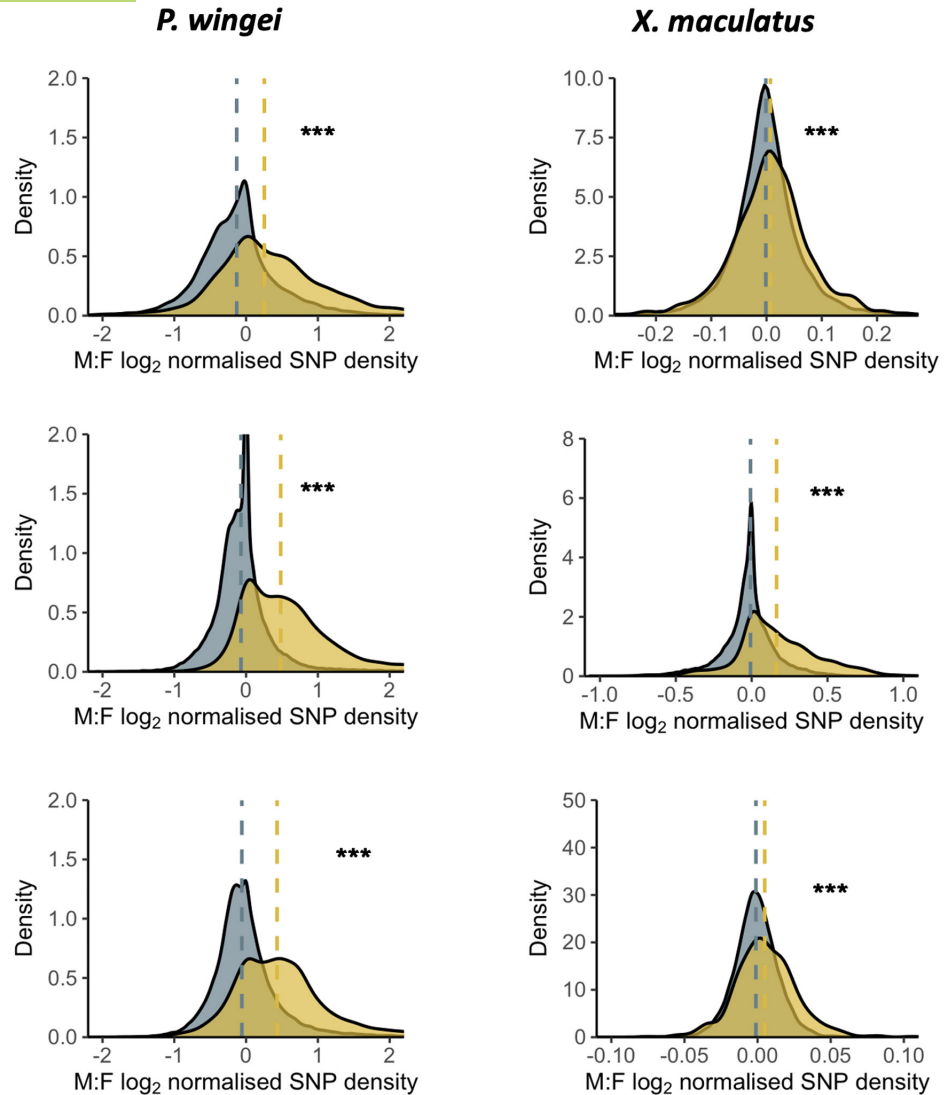 P. wingei
X. maculatus
2.0
1.5
1.0
0.5
0.0
Density
***
-2 -1 0 1 2
M:F log2 normalised SNP density
10.0
7.5
5.0
2.5
0.0
Density
***
-0.2 -0.1 0.0 0.1 0.2
M:F log2 normalised SNP density
2.0
1.5
1.0
0.5
0.0
Density
***
-2 -1 0 1 2
M:F log2 normalised SNP density
8
6
4
2
0
Density
***
-1.0 -0.5 0.0 0.5 1.0
M:F log2 normalised SNP density
2.0
1.5
1.0
0.5
0.0
Density
***
-2 -1 0 1 2
M:F log2 normalised SNP density
50
40
30
20
10
0
Density
***
-0.10 -0.05 0.00 0.05 0.10
M:F log2 normalised SNP density